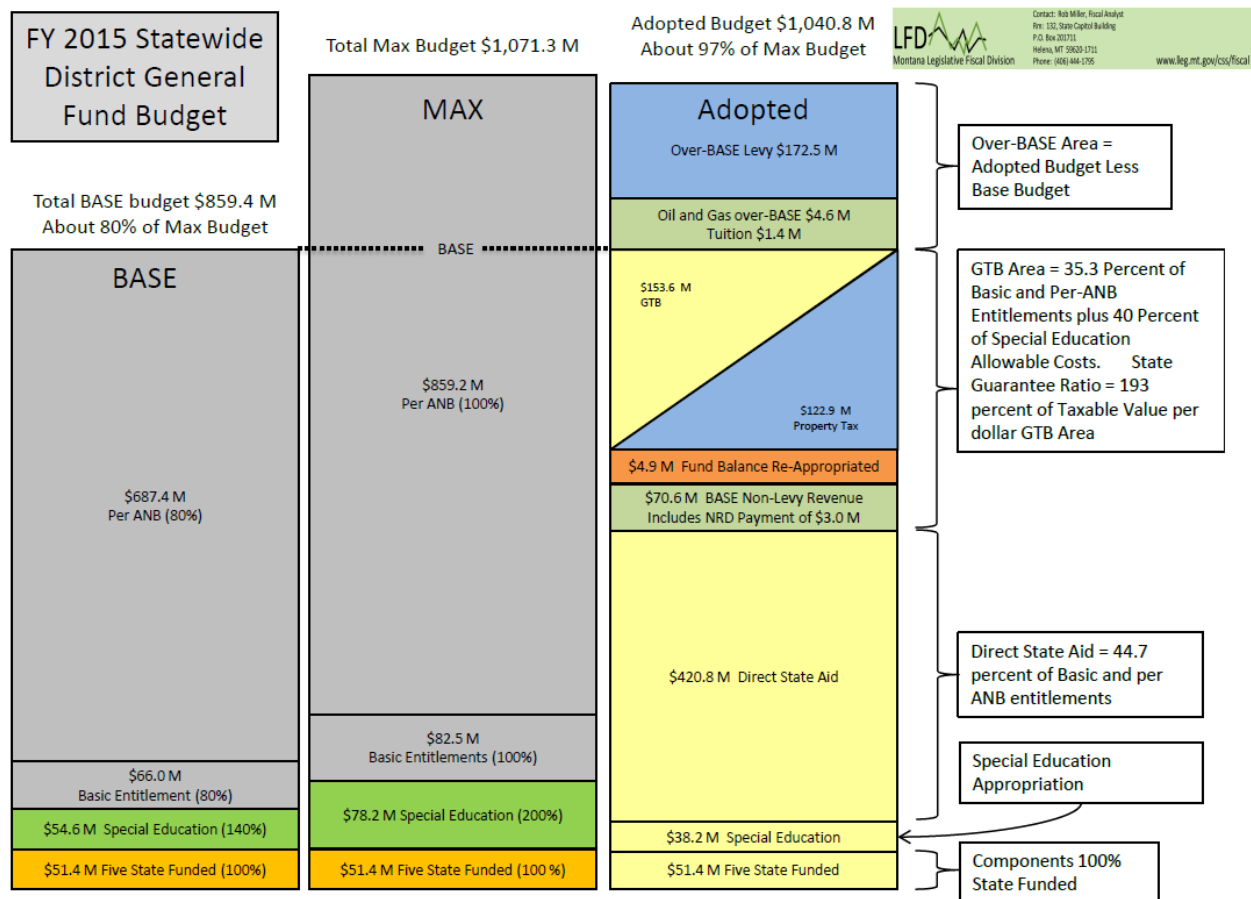 FY 2015 Statewide
District General
Fund Budget
Total BASE budget $859.4 M
About 80% of Max Budget
BASE
$687.4 M
Per ANB (80%)
$66.0 M
Basic Entitlement (80%)
$54.6 M Special Education (140%)
$51.4 M Five State Funded (100%)
Total Max Budget $1,071.3 M
MAX
BASE
$859.2 M
Per ANB (100%)
$82.5 M
Basic Entitlements (100%)
$78.2 M Special Education (200%)
$51.4 M Five State Funded (100 %)
Adopted Budget $1,040.8 M
About 97% of Max Budget
Adopted
Over-BASE Levy $172.5 M
Oil and Gas over-BASE $4.6 M
Tuition $1.4 M
$153.6 M
GTB
$122.9 M
Property Tax
$4.9 M Fund Balance Re-Appropriated
$70.6 M BASE Non-Levy Revenue
Includes NRD Payment of $3.0 M
$420.8 M Direct State Aid
$38.2 M Special Education
$51.4 M Five State Funded
LFD
Montana Legislative Fiscal Division
Contact: Rob Miller, Fiscal Analyst
Rm: 132, State Capitol Building
P.O. Box 201711
Helena, MT 59620-1711
Phone: (406) 444-1795
www.leg.mt.gov/css/fiscal
Over-BASE Area =
Adopted Budget Less
Base Budget
GTB Area = 35.3 Percent of
Basic and Per-ANB
Entitlements plus 40 Percent
of Special Education
Allowable Costs. State
Guarantee Ratio = 193
percent of Taxable Value per
dollar GTB Area
Direct State Aid = 44.7
percent of Basic and per
ANB entitlements
Special Education
Appropriation
Components 100%
State Funded